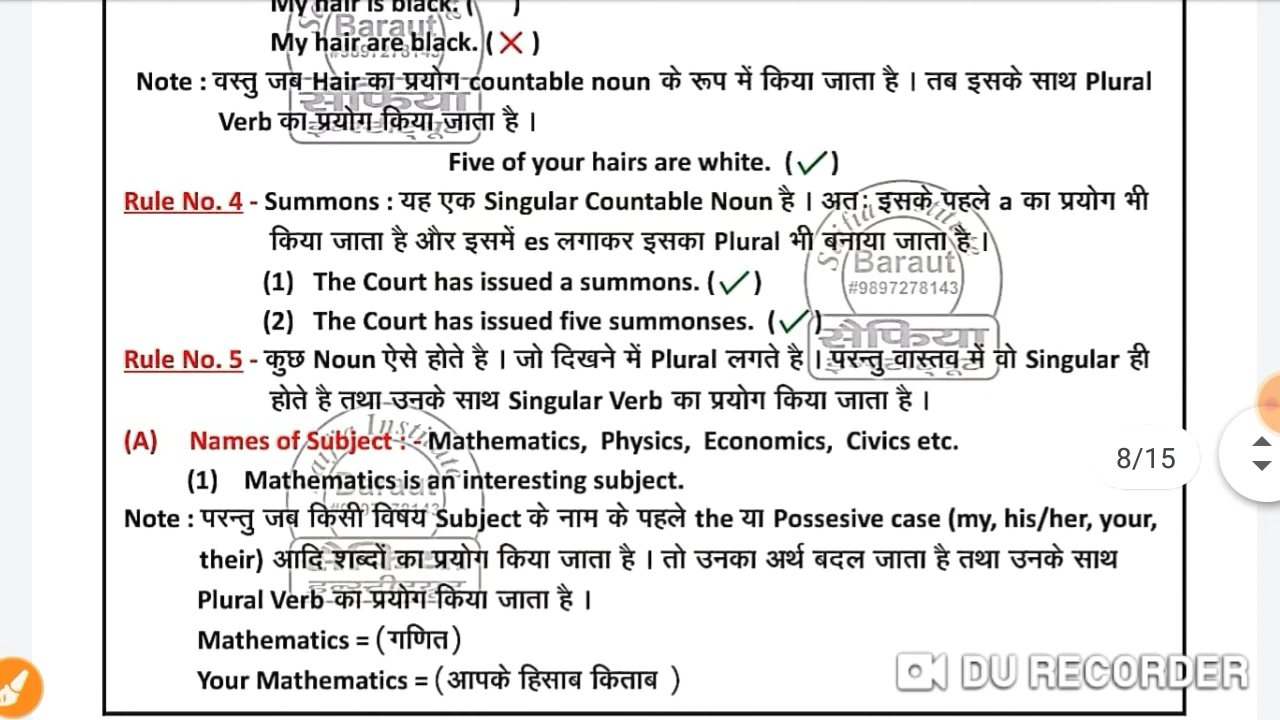 My hair is black. ( )
My hair are black. (✗)
Note : वस्तु जब Hair का प्रयोग countable noun के रूप में किया जाता है । तब इसके साथ Plural
Verb का प्रयोग किया जाता है ।
Five of your hairs are white. (✓)
Rule No. 4 - Summons : यह एक Singular Countable Noun है । अतः इसके पहले a का प्रयोग भी
किया जाता है और इसमें es लगाकर इसका Plural भी बनाया जाता है ।
(1) The Court has issued a summons. (✓)
(2) The Court has issued five summonses. (✓)
Rule No. 5 - कुछ Noun ऐसे होते है । जो दिखने में Plural लगते है । परन्तु वास्तव में वो Singular ही
होते है तथा उनके साथ Singular Verb का प्रयोग किया जाता है ।
(A) Names of Subject : - Mathematics, Physics, Economics, Civics etc.
(1) Mathematics is an interesting subject.
Note : परन्तु जब किसी विषय Subject के नाम के पहले the या Possesive case (my, his/her, your,
their) आदि शब्दों का प्रयोग किया जाता है । तो उनका अर्थ बदल जाता है तथा उनके साथ
Plural Verb का प्रयोग किया जाता है ।
Mathematics = (गणित)
Your Mathematics = (आपके हिसाब किताब )
8/15
Baraut
#9897278143
सैफिया
DU RECORDER